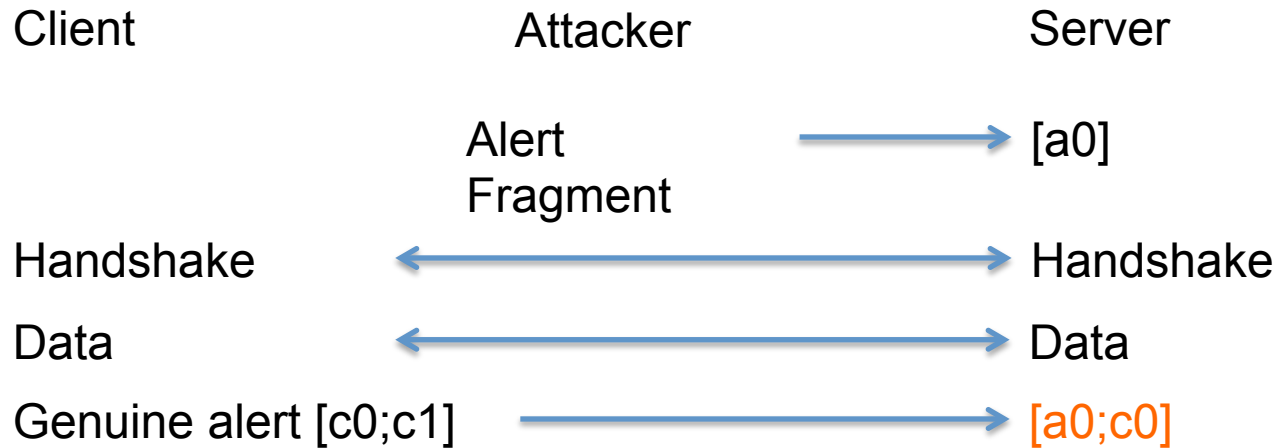 Client Attacker Server
Alert [a0]
Fragment
Handshake Handshake
Data Data
Genuine alert [c0;c1] [a0;c0]